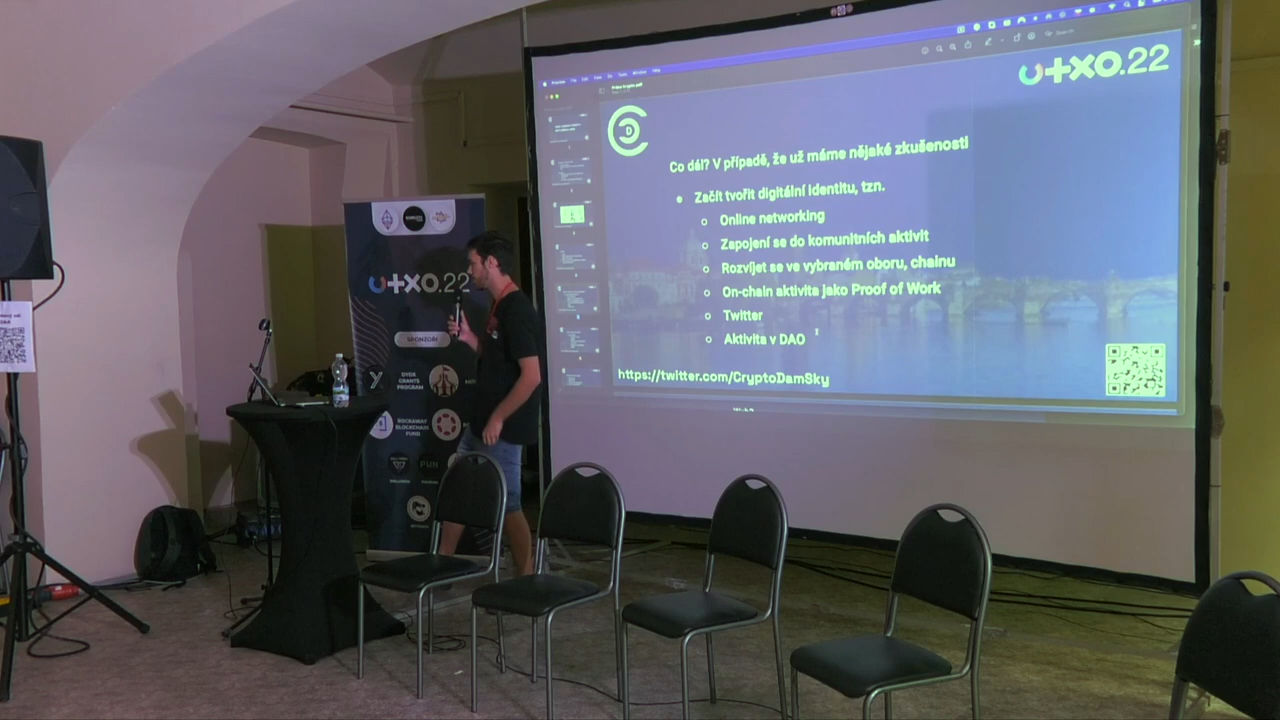 UTXO.22
Co dál? V případě, že už máme nějaké zkušenosti
Začít tvořit digitální identitu, tzn.
Online networking
Zapojení se do komunitních aktivit
Rozvíjet se ve vybraném oboru, chainu
On-chain aktivita jako Proof of Work
Twitter
Aktivita v DAO
https://twitter.com/CryptoDamSky
UTXO.22
SPONZOŘI
DYDX
GRANTS
PROGRAM
ROCKAWAY
BLOCKCHAIN
FUND